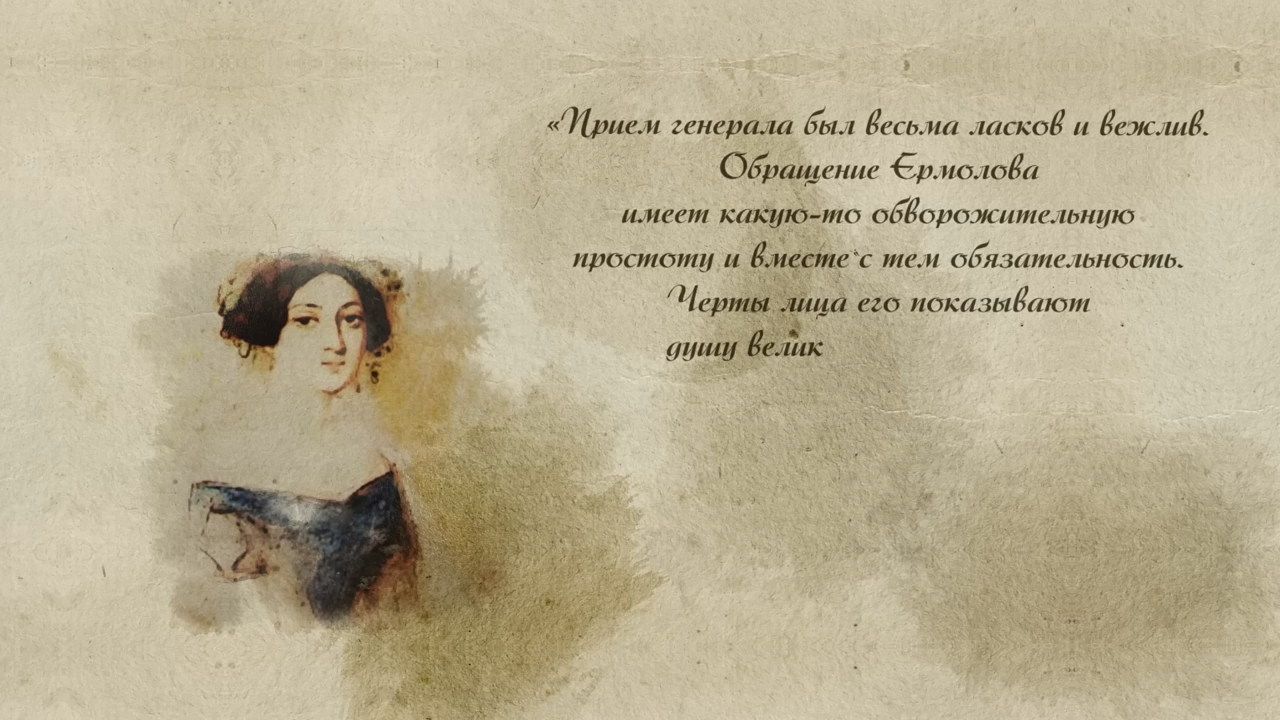 «Прием генерала был весьма ласков и вежлив.
Обращение Ермолова
имеет какую-то обворожительную
простоту и вместе с тем обязательность.
Черты лица его показывают
душу велик